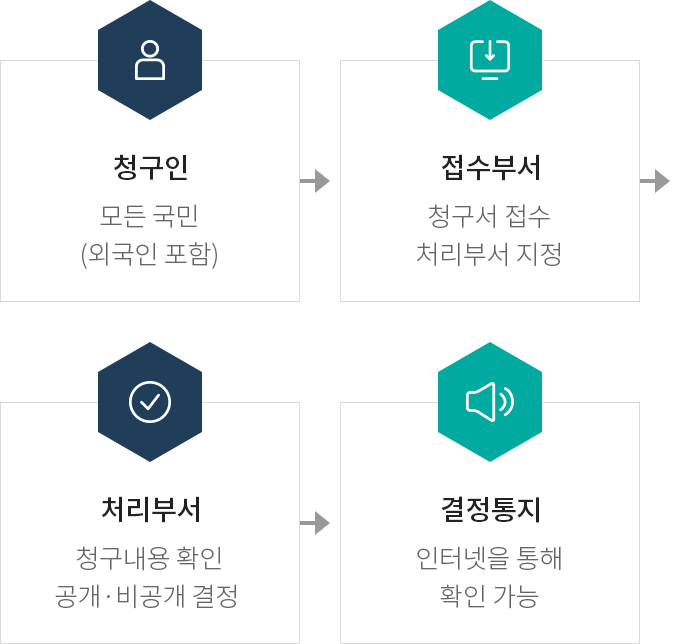 청구인
모든 국민
(외국인 포함)
접수부서
청구서 접수
처리부서 지정
처리부서
청구내용 확인
공개·비공개 결정
결정통지
인터넷을 통해
확인 가능